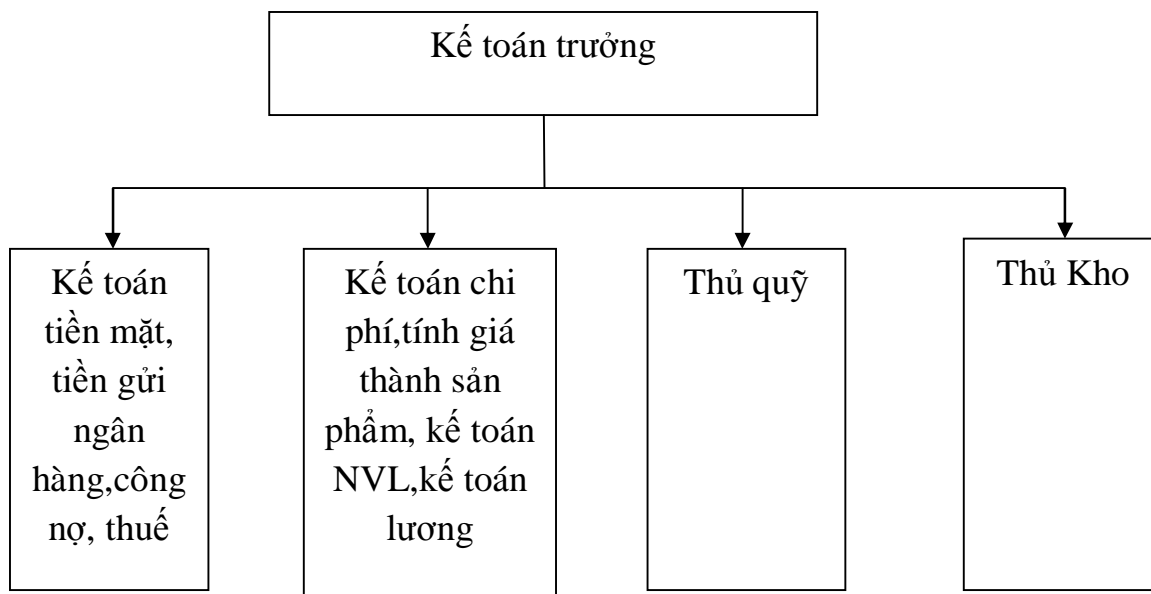 Kế toán trưởng
Kế toán
tiền mặt,
tiền gửi
ngân
hàng,công
nợ, thuế
Kế toán chi
phí,tính giá
thành sản
phẩm, kế toán
NVL,kế toán
lương
Thủ quỹ
Thủ Kho